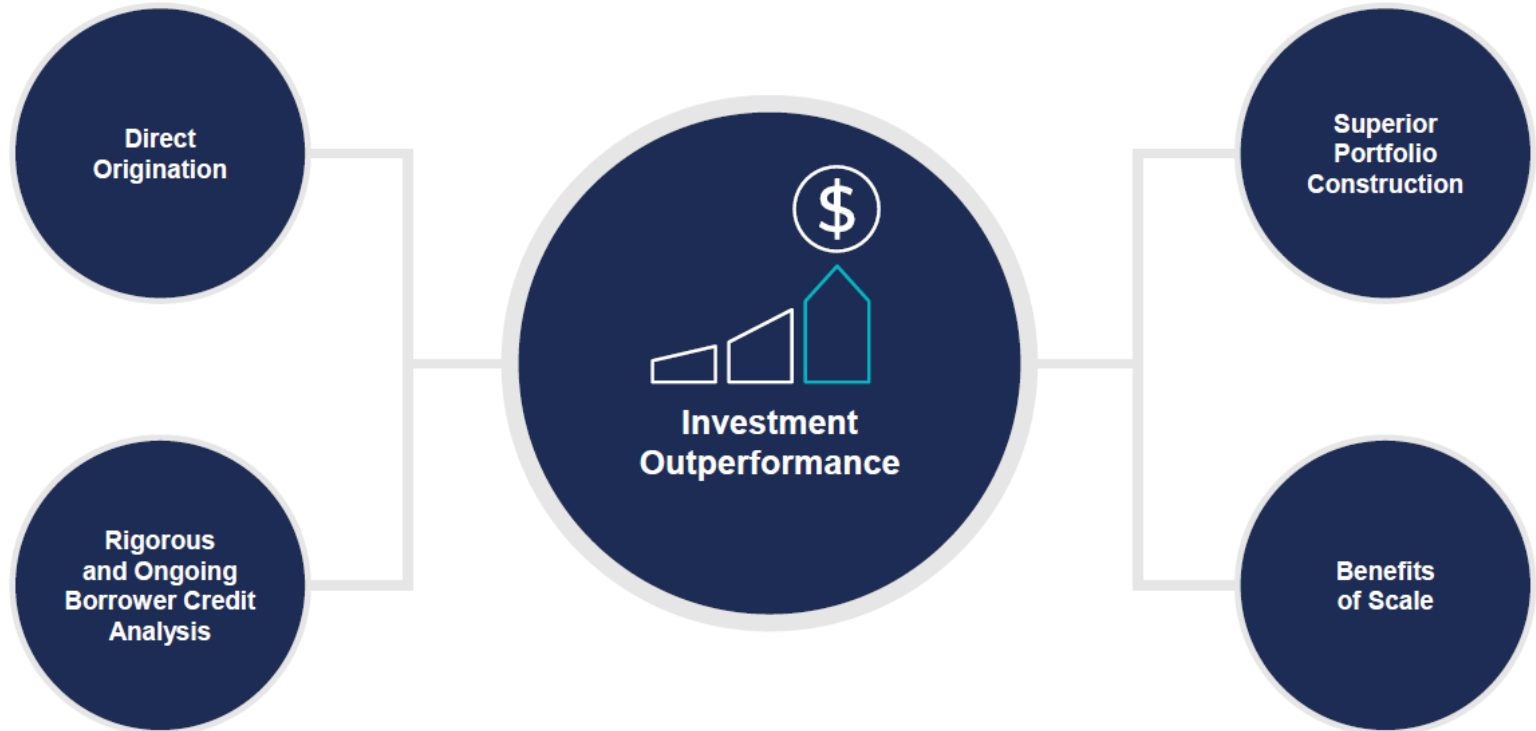 Direct
Origination
Rigorous
and Ongoing
Borrower Credit
Analysis
$
Investment
Outperformance
Superior
Portfolio
Construction
Benefits
of Scale